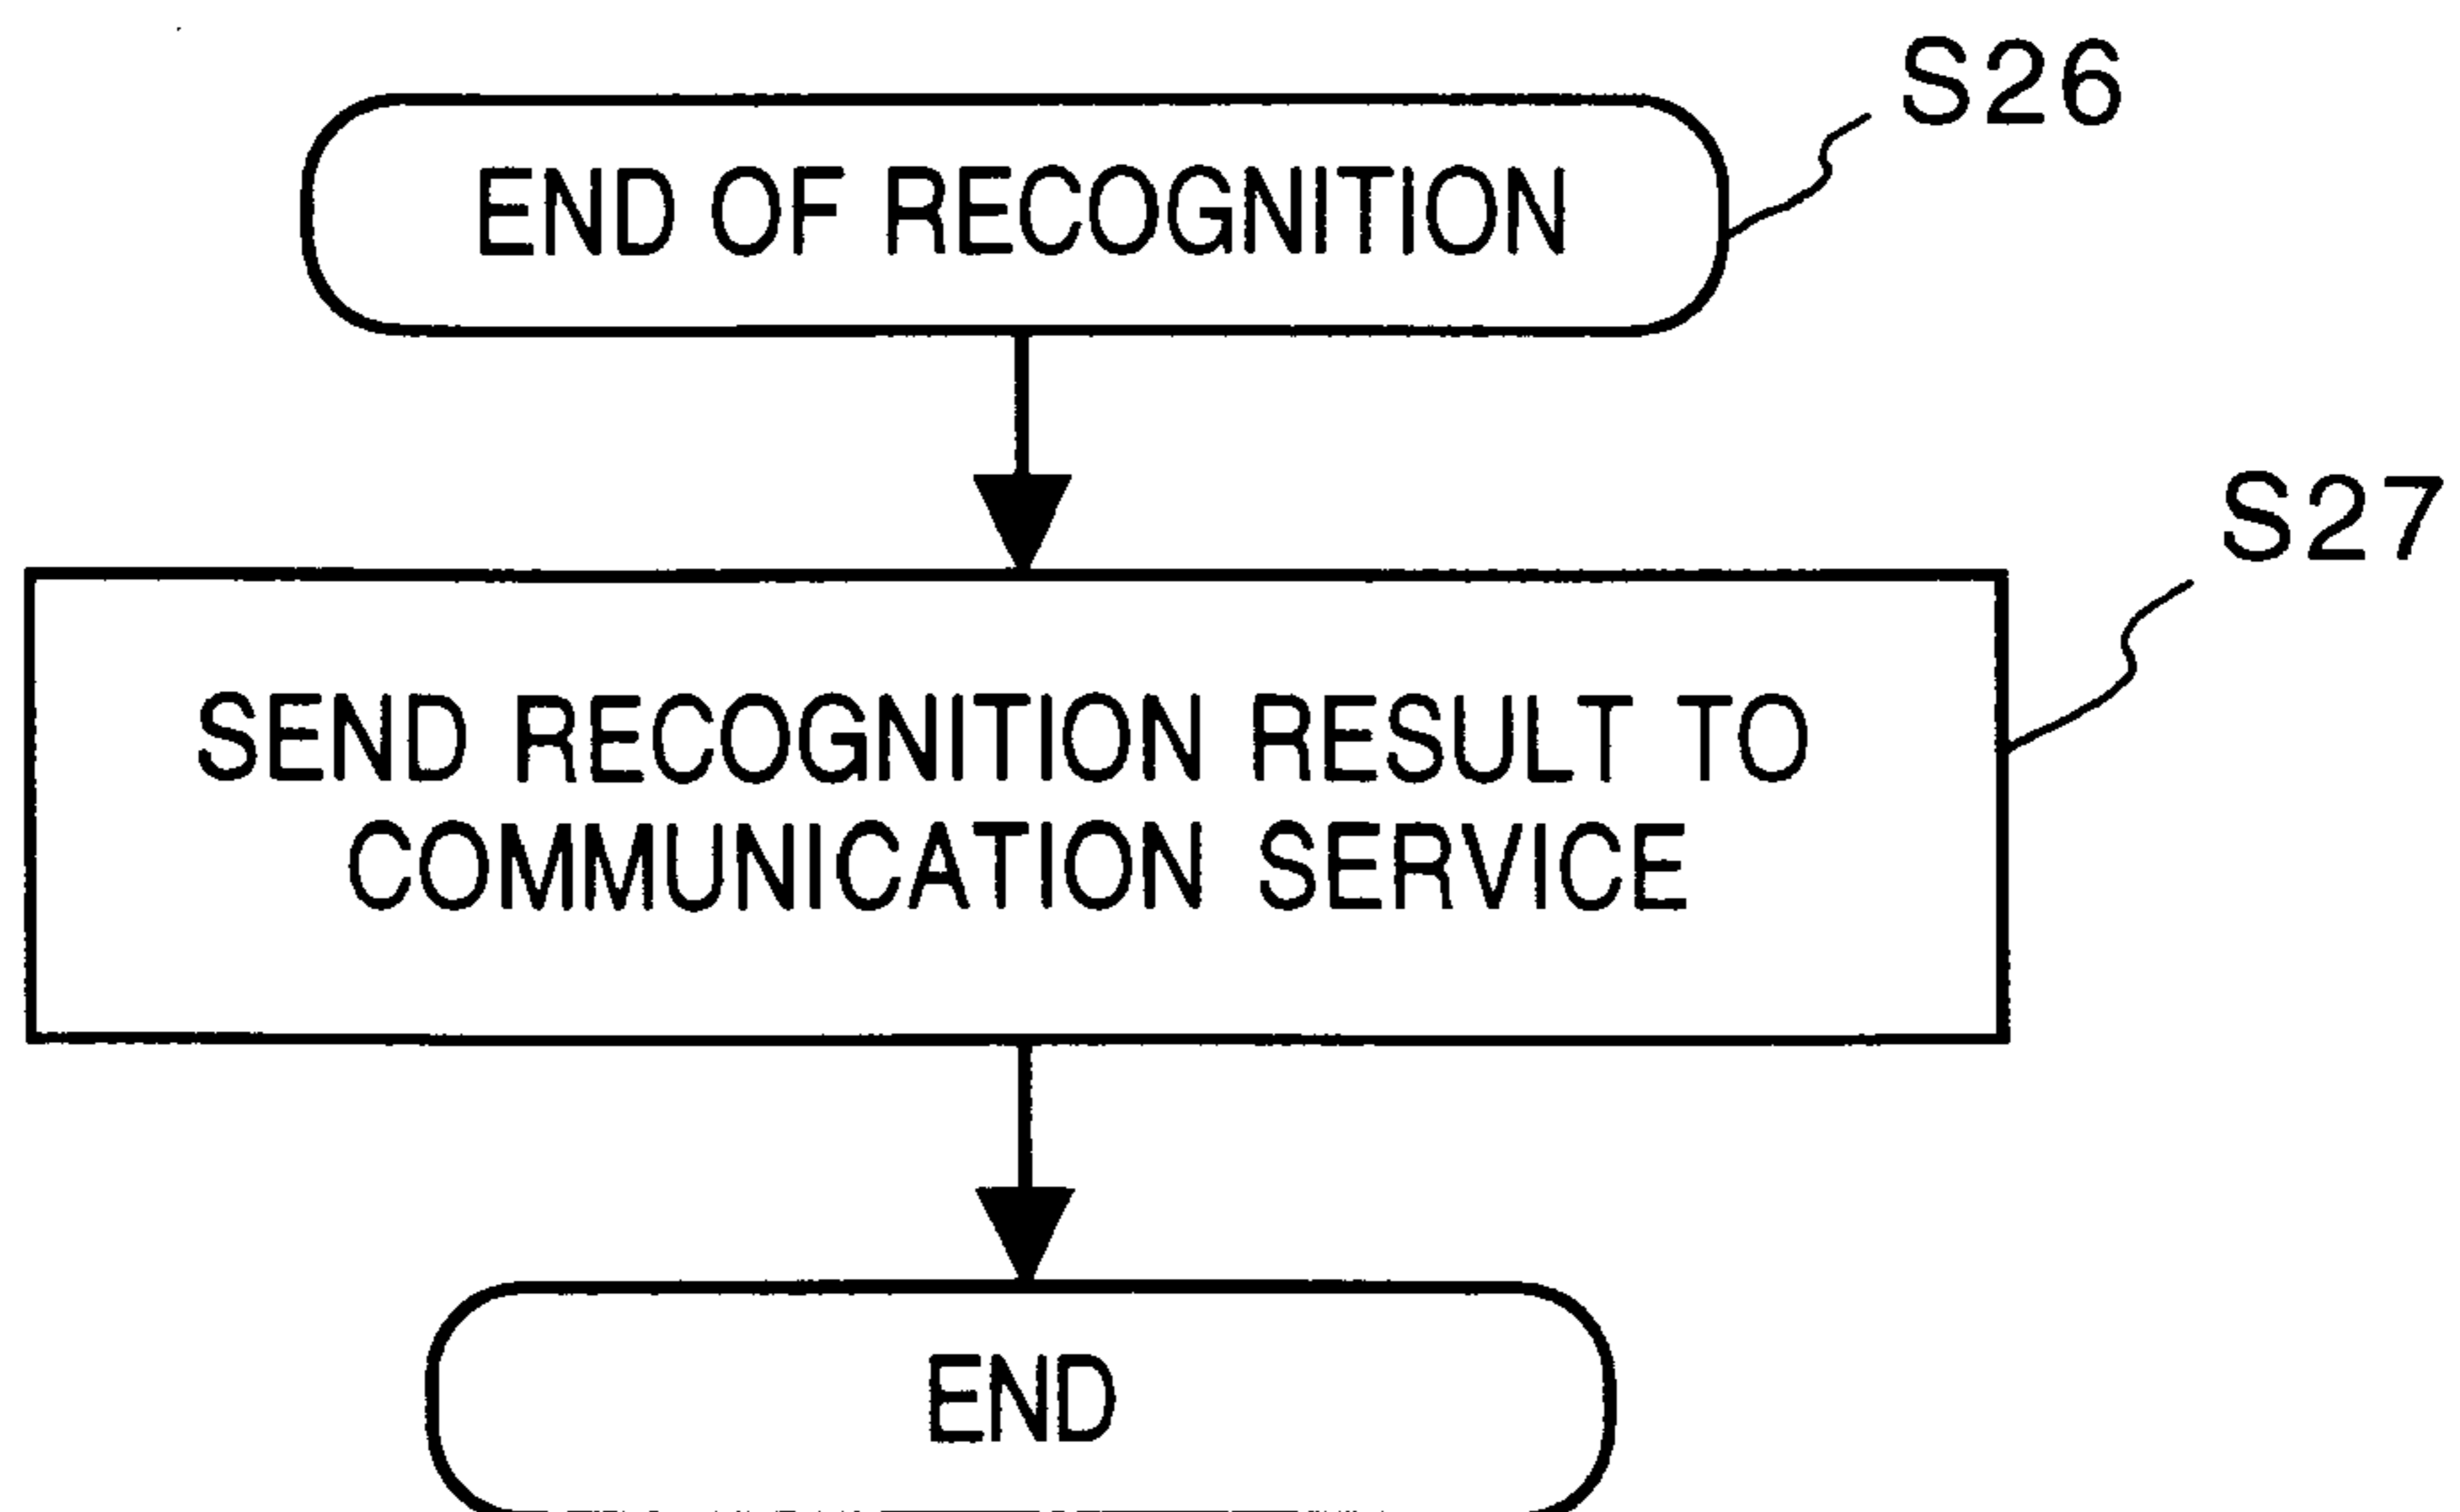 S26
END OF RECOGNITION
S27
SEND RECOGNITION RESULT TO
COMMUNICATION SERVICE
END